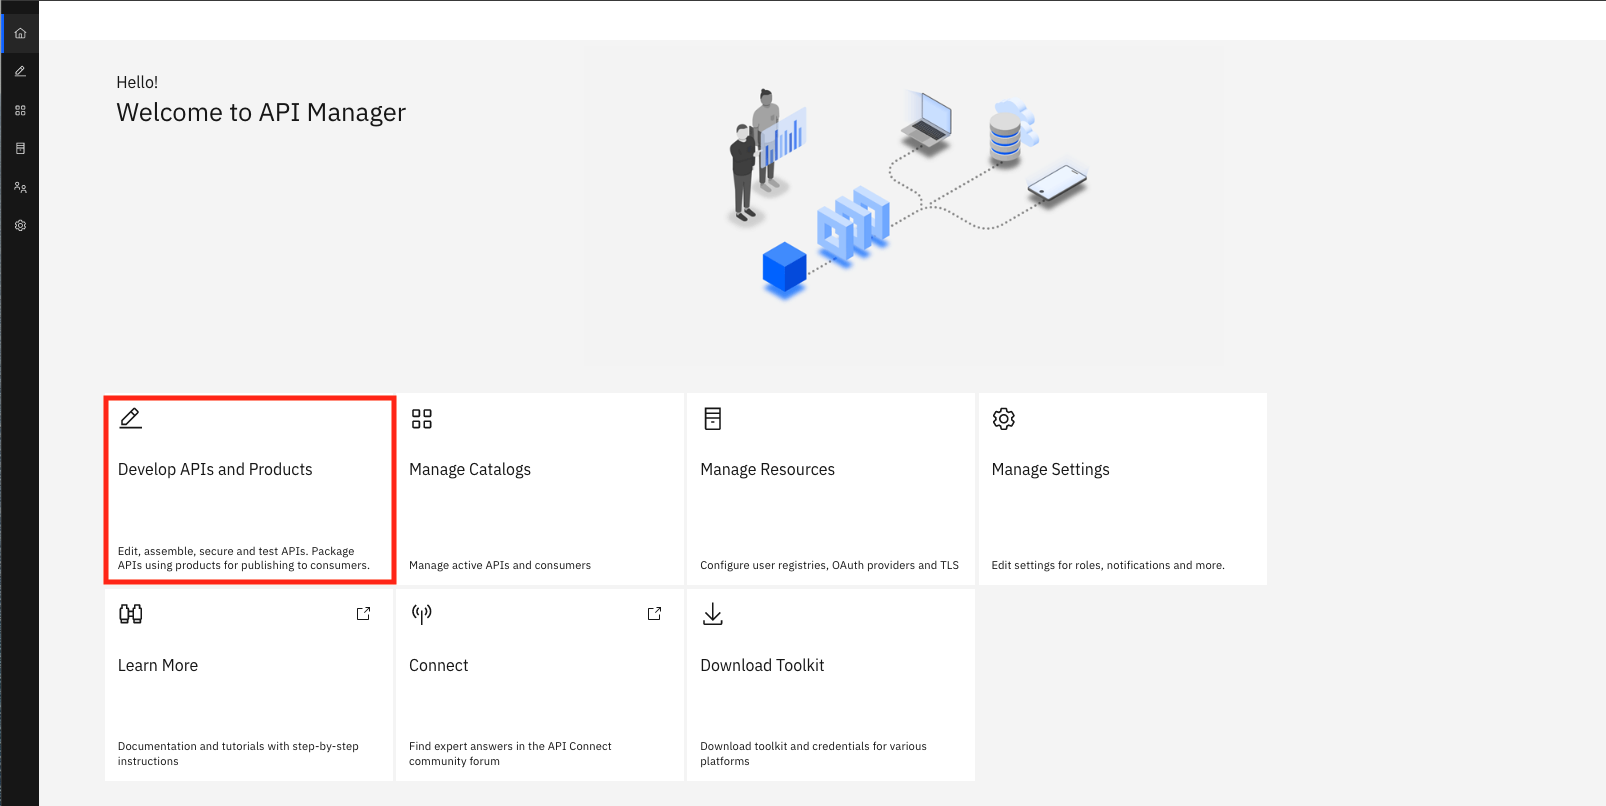 Hello!
Welcome to API Manager
Develop APIs and Products
Edit, assemble, secure and test APIs. Package
APIs using products for publishing to consumers.
Manage Catalogs
Manage active APIs and consumers
Manage Resources
Configure user registries, OAuth providers and TLS
Manage Settings
Edit settings for roles, notifications and more.
Learn More
Documentation and tutorials with step-by-step
instructions
Connect
Find expert answers in the API Connect
community forum
Download Toolkit
Download toolkit and credentials for various
platforms